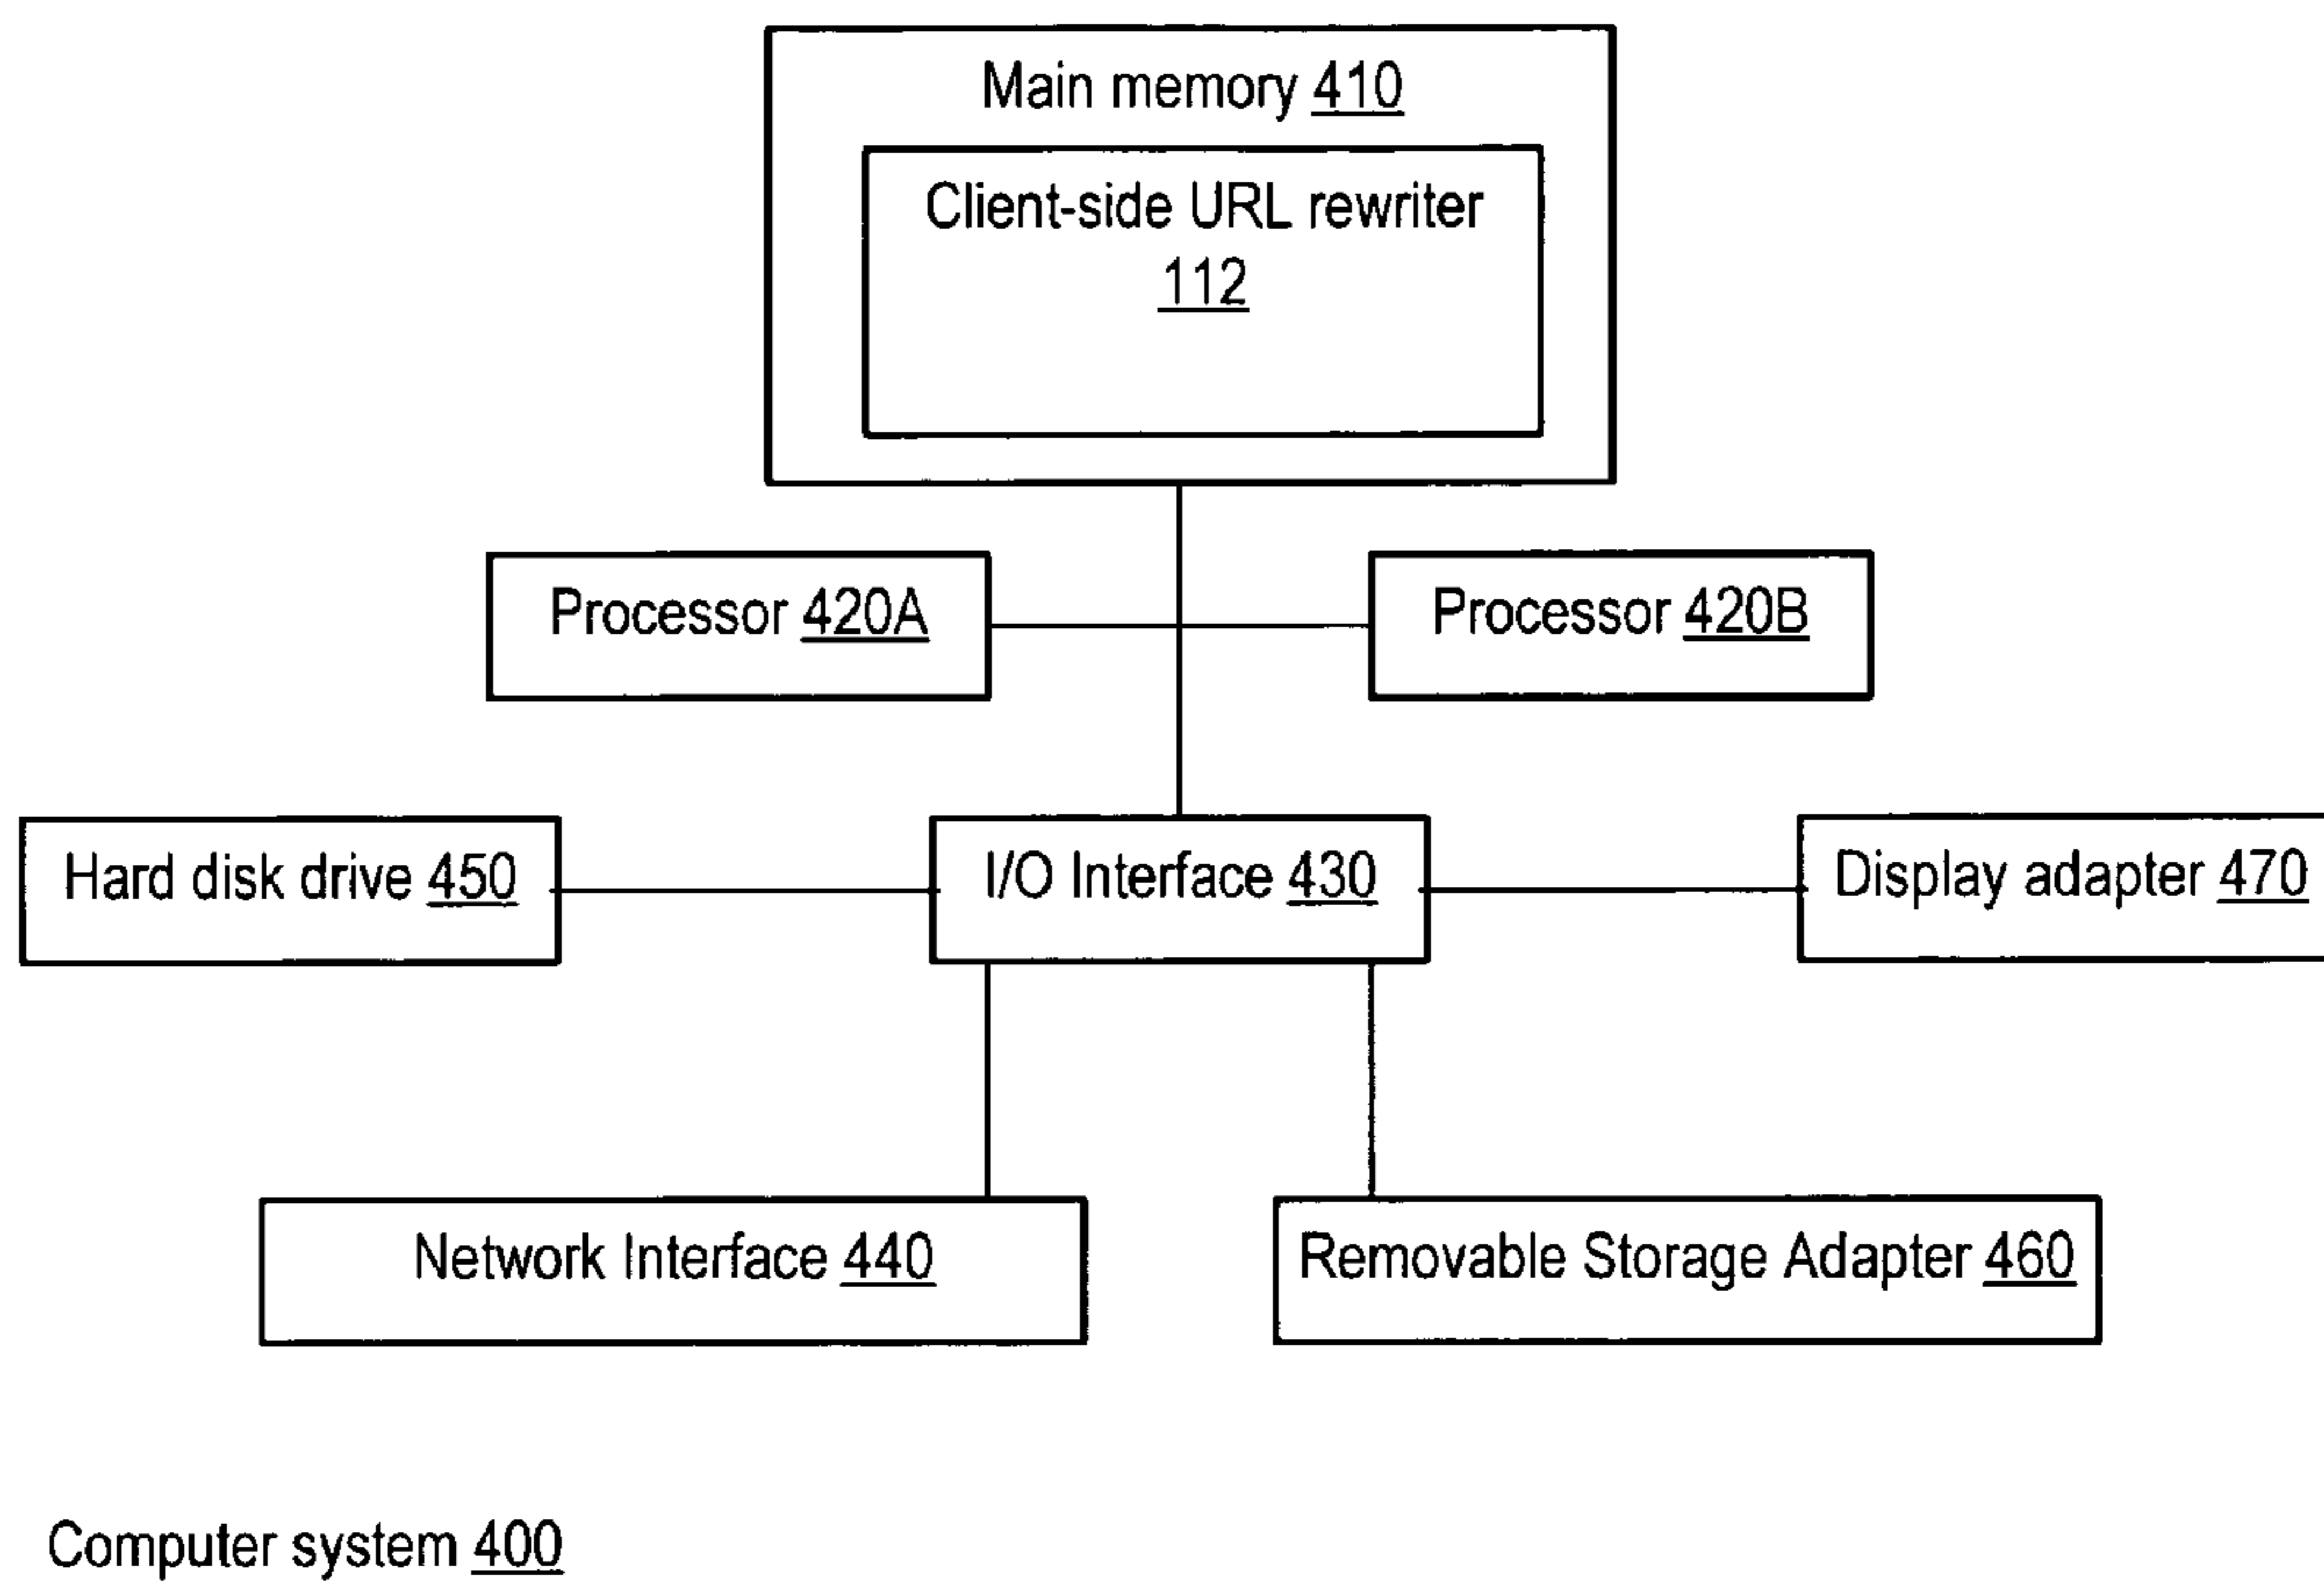 Main memory 410
Client-side URL rewriter
112
Processor 420A
Processor 420B
Hard disk drive 450
I/O Interface 430
Display adapter 470
Network Interface 440
Removable Storage Adapter 460
Computer system 400